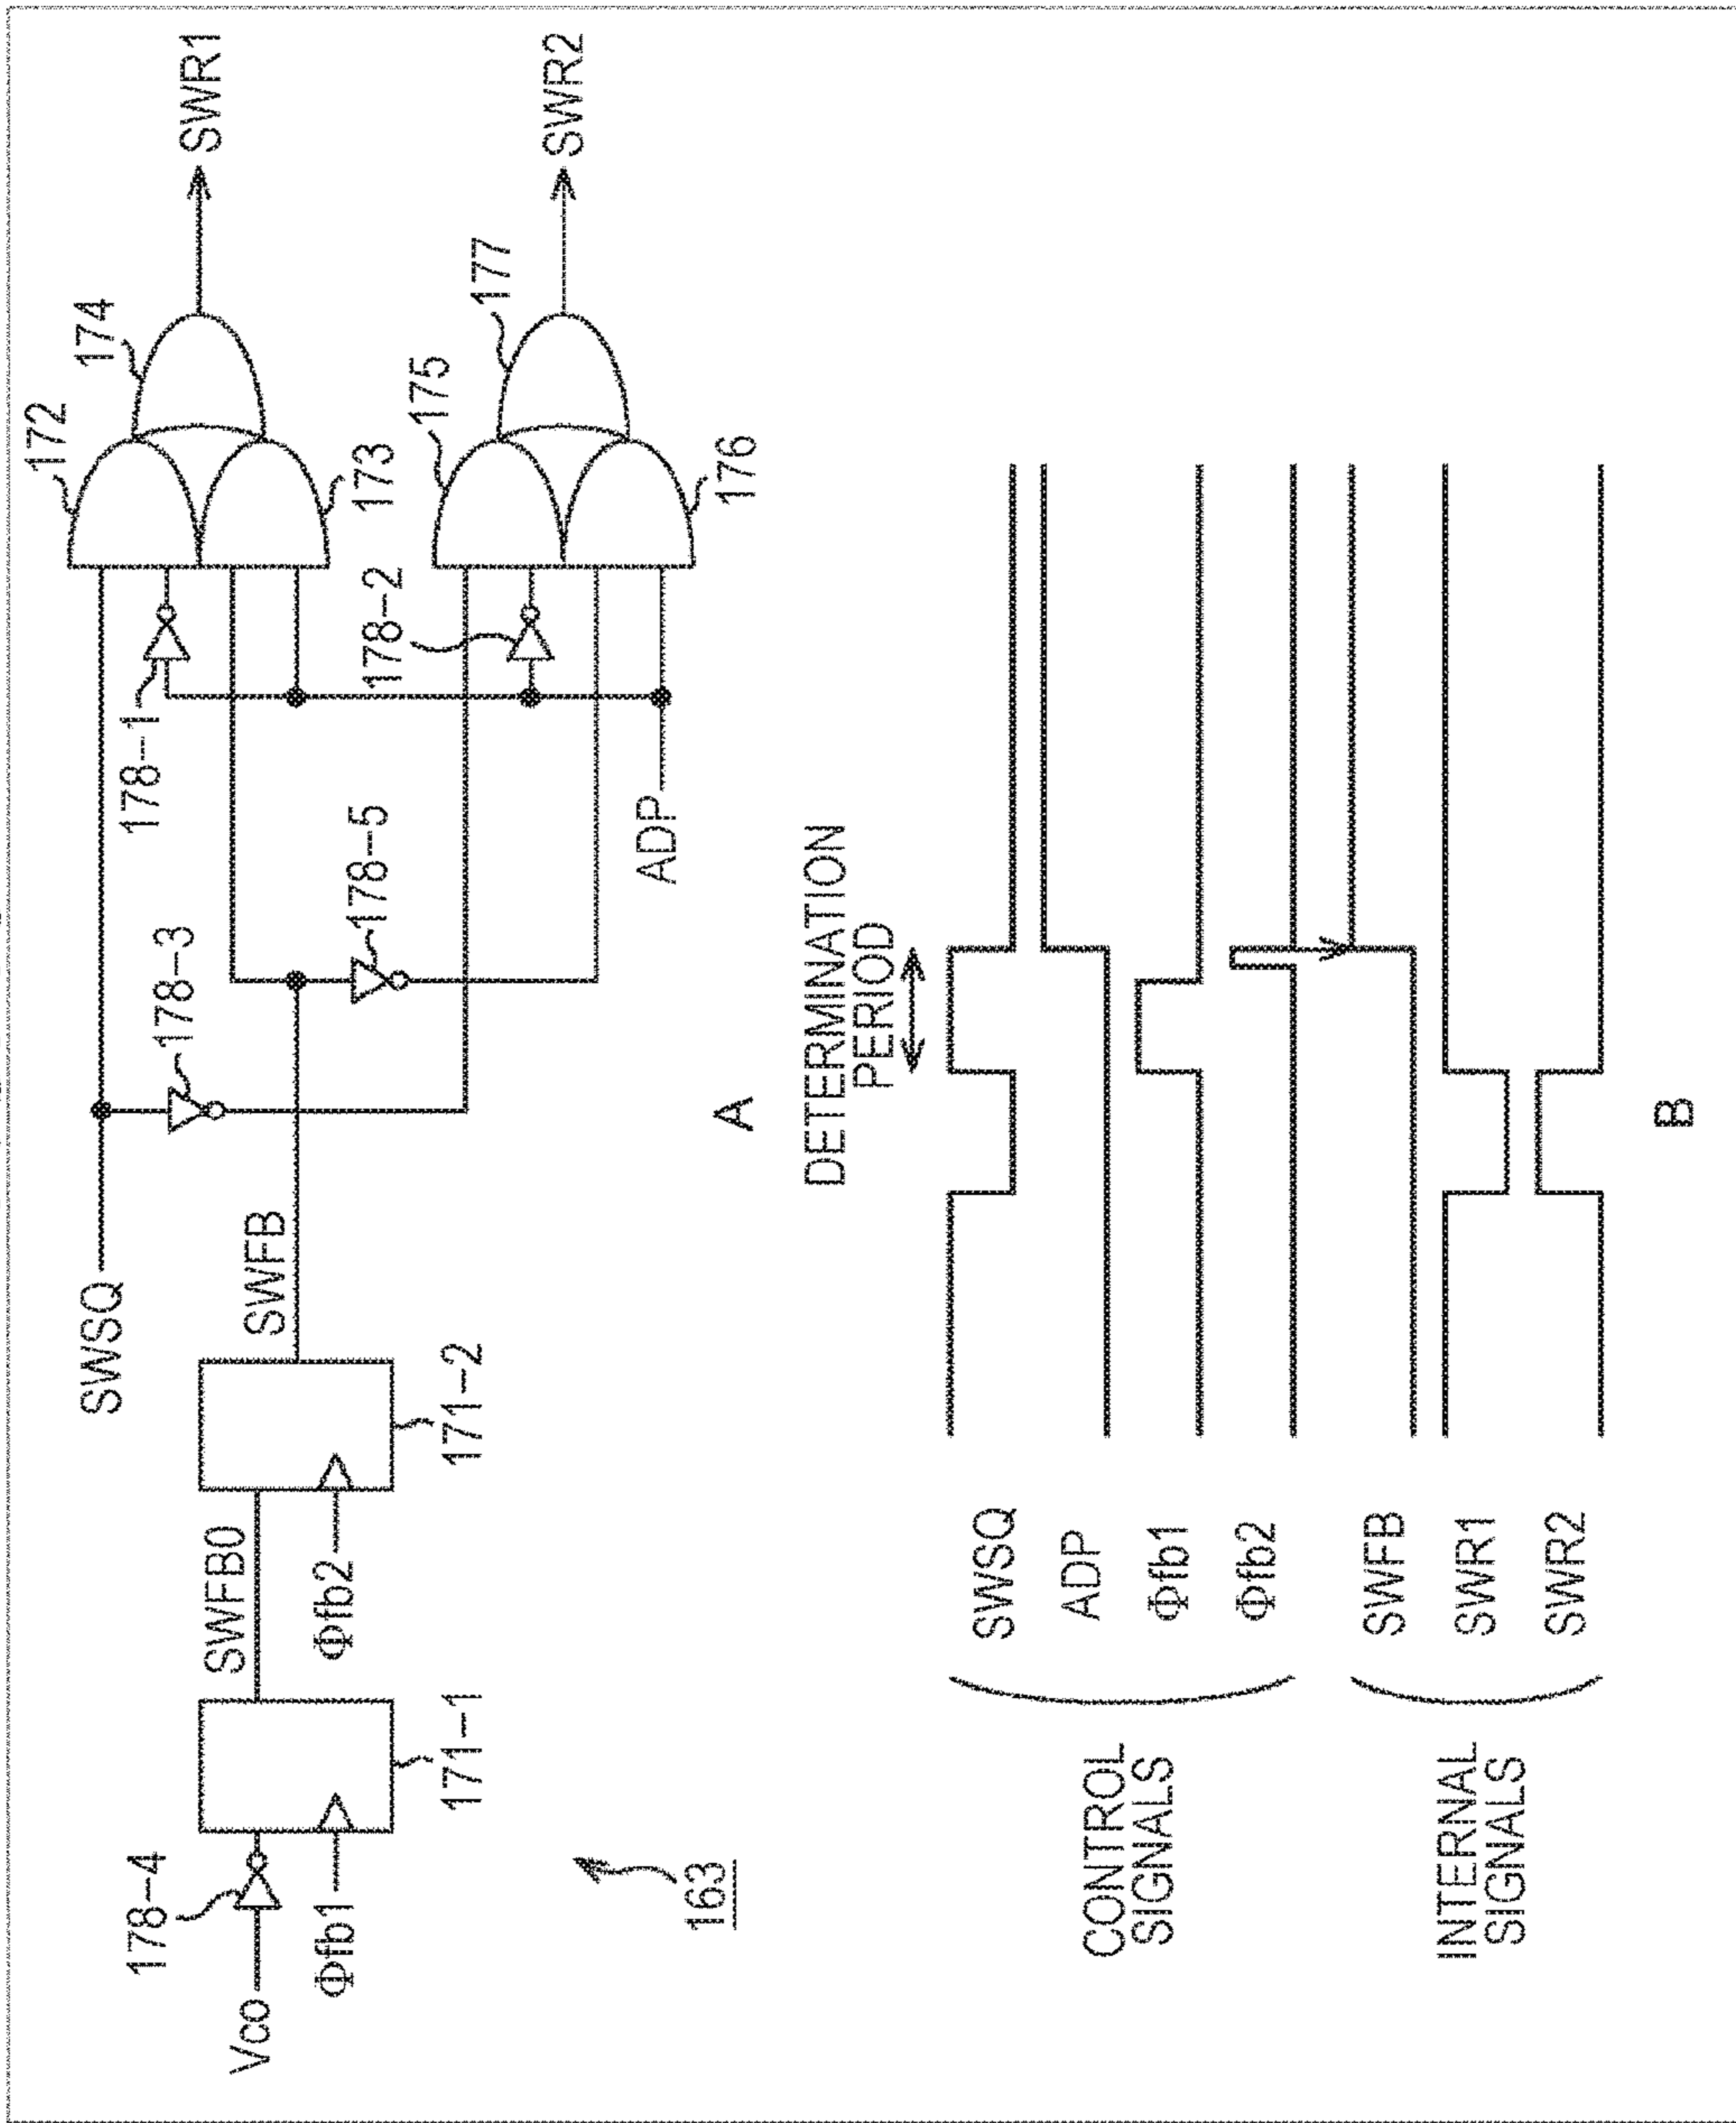 SWSQ
178-3
178-1
172
174
SWR1
Vco
178-4
Φfb1
171-1
SWFB0
Φfb2
171-2
SWFB
178-5
173
178-2
175
177
SWR2
ADP
176
163
A
DETERMINATION
PERIOD
CONTROL
SIGNALS
SWSQ
ADP
Φfb1
Φfb2
INTERNAL
SIGNALS
SWFB
SWR1
SWR2
B